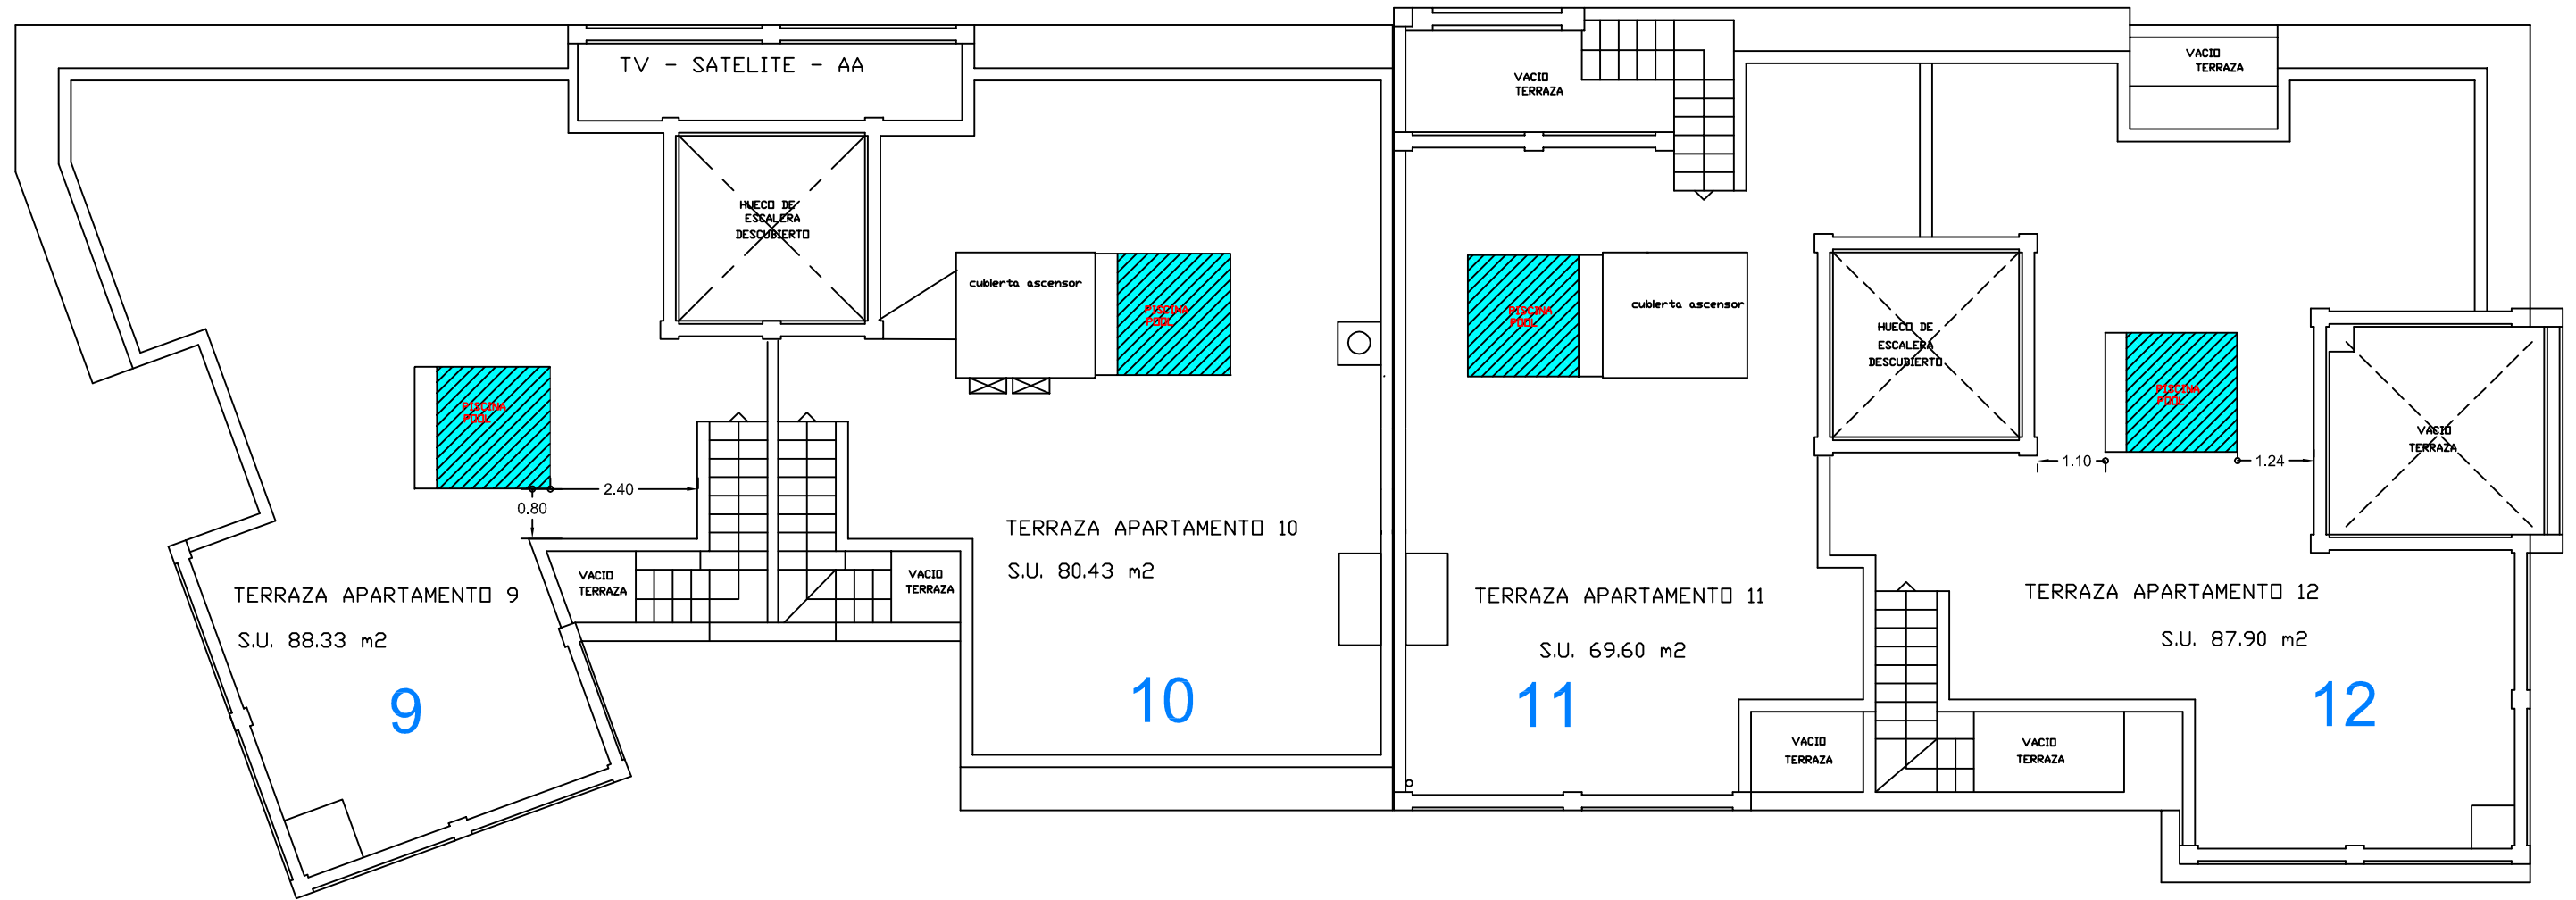 TV - SATELITE - AA
VACIO
TERRAZA
VACIO
TERRAZA
HUECO DE
ESCALERA
DESCUBIERTO
cubierta ascensor
PISCINA
POOL
PISCINA
POOL
cubierta ascensor
HUECO DE
ESCALERA
DESCUBIERTO
PISCINA
POOL
PISCINA
POOL
VACIO
TERRAZA
2.40
0.80
1.10
1.24
TERRAZA APARTAMENTO 10
S.U. 80.43 m2
VACIO
TERRAZA
VACIO
TERRAZA
TERRAZA APARTAMENTO 9
S.U. 88.33 m2
TERRAZA APARTAMENTO 11
S.U. 69.60 m2
TERRAZA APARTAMENTO 12
S.U. 87.90 m2
9
10
11
12
VACIO
TERRAZA
VACIO
TERRAZA